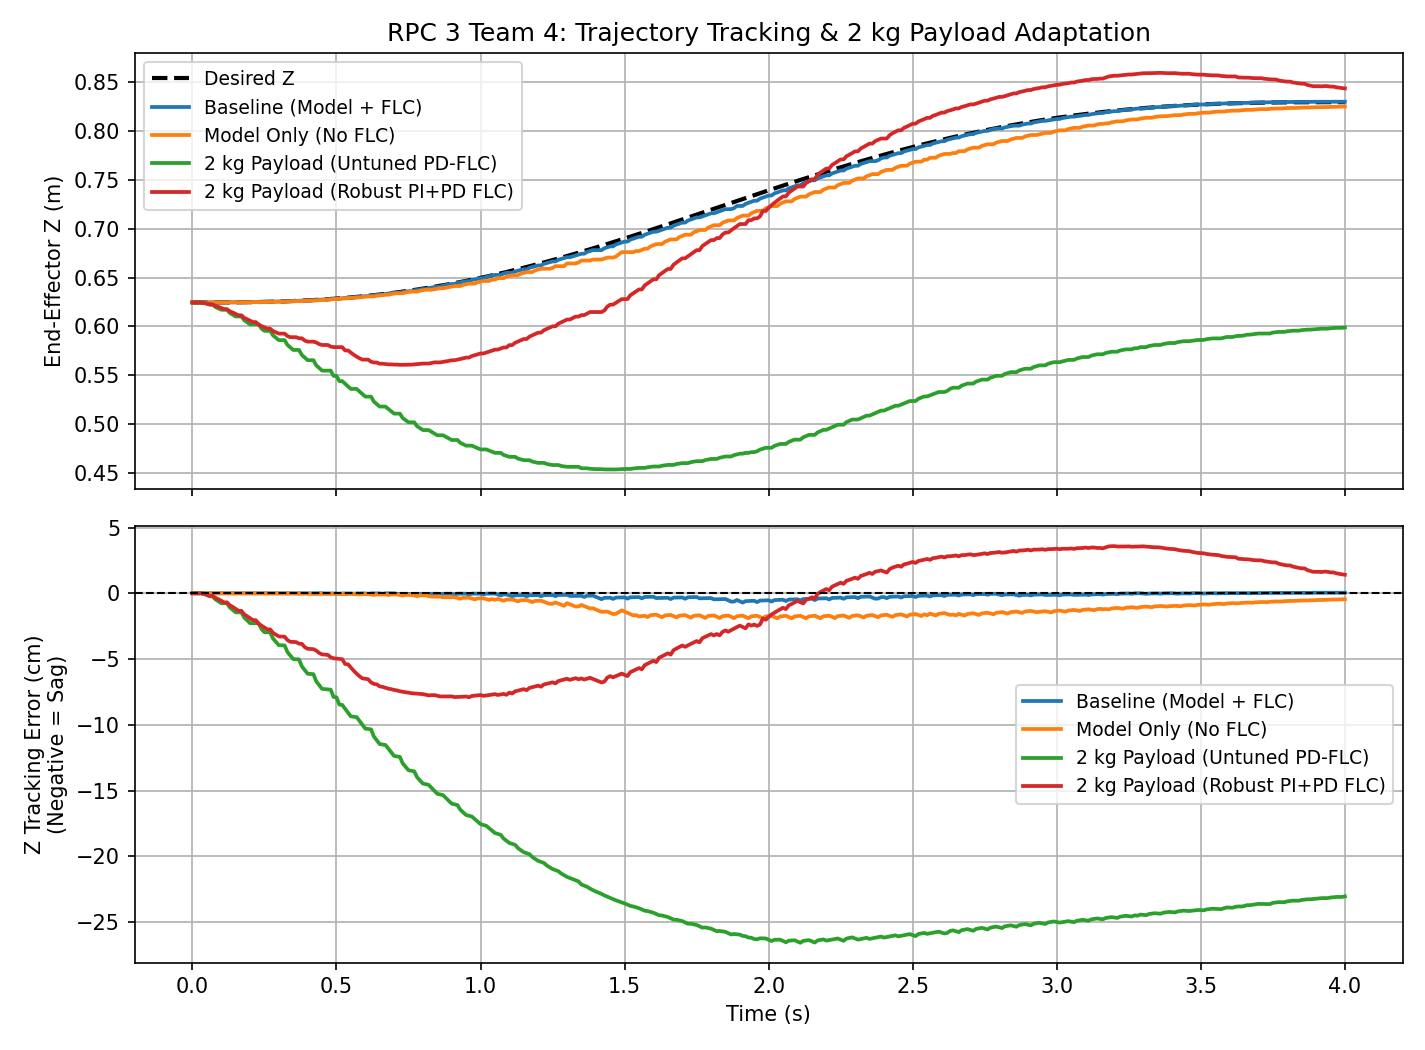 RPC 3 Team 4: Trajectory Tracking & 2 kg Payload Adaptation
End-Effector Z (m)
0.85
0.80
0.75
0.70
0.65
0.60
0.55
0.50
0.45
Desired Z
Baseline (Model + FLC)
Model Only (No FLC)
2 kg Payload (Untuned PD-FLC)
2 kg Payload (Robust PI+PD FLC)
Z Tracking Error (cm)
(Negative = Sag)
5
0
−5
−10
−15
−20
−25
Baseline (Model + FLC)
Model Only (No FLC)
2 kg Payload (Untuned PD-FLC)
2 kg Payload (Robust PI+PD FLC)
0.0 0.5 1.0 1.5 2.0 2.5 3.0 3.5 4.0
Time (s)